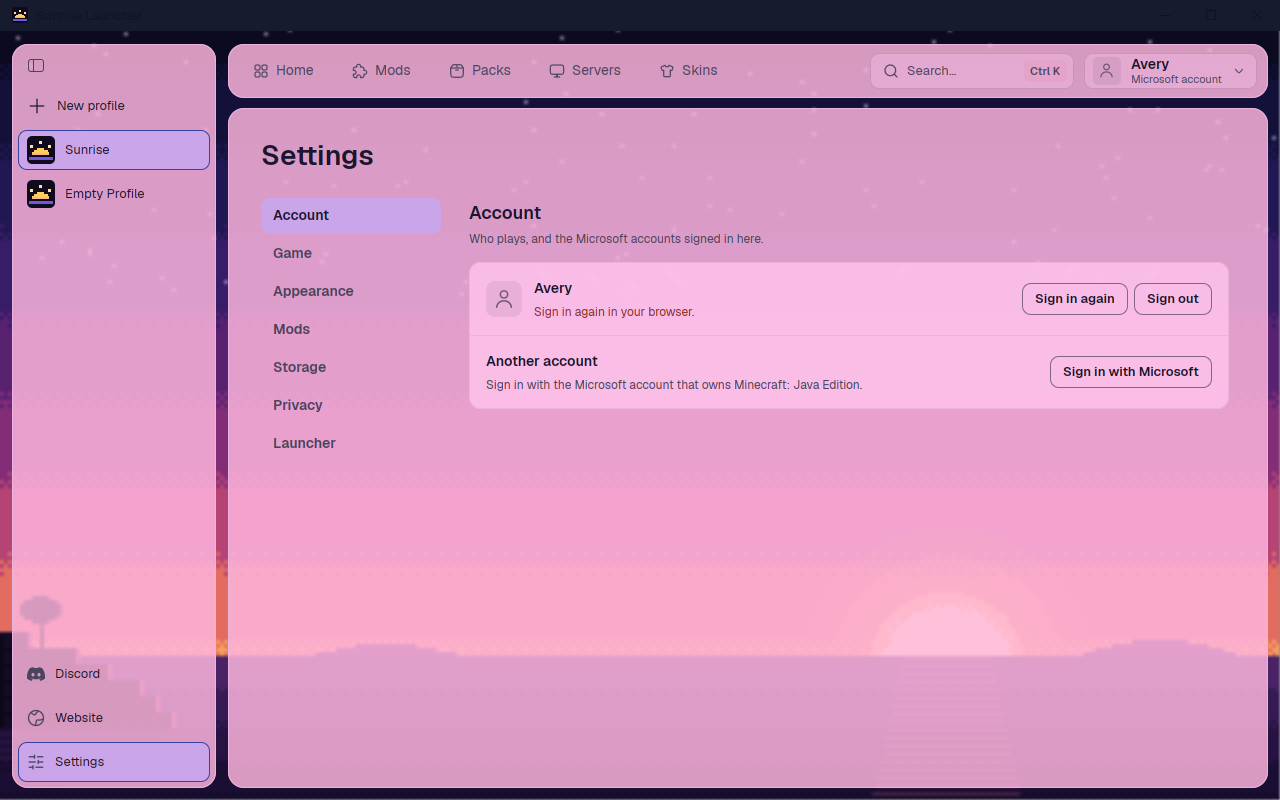 Sunrise Launcher
Home
Mods
Packs
Servers
Skins
Search...
Ctrl K
Avery
Microsoft account
New profile
Sunrise
Empty Profile
Discord
Website
Settings
Settings
Account
Game
Appearance
Mods
Storage
Privacy
Launcher
Account
Who plays, and the Microsoft accounts signed in here.
Avery
Sign in again in your browser.
Sign in again
Sign out
Another account
Sign in with the Microsoft account that owns Minecraft: Java Edition.
Sign in with Microsoft